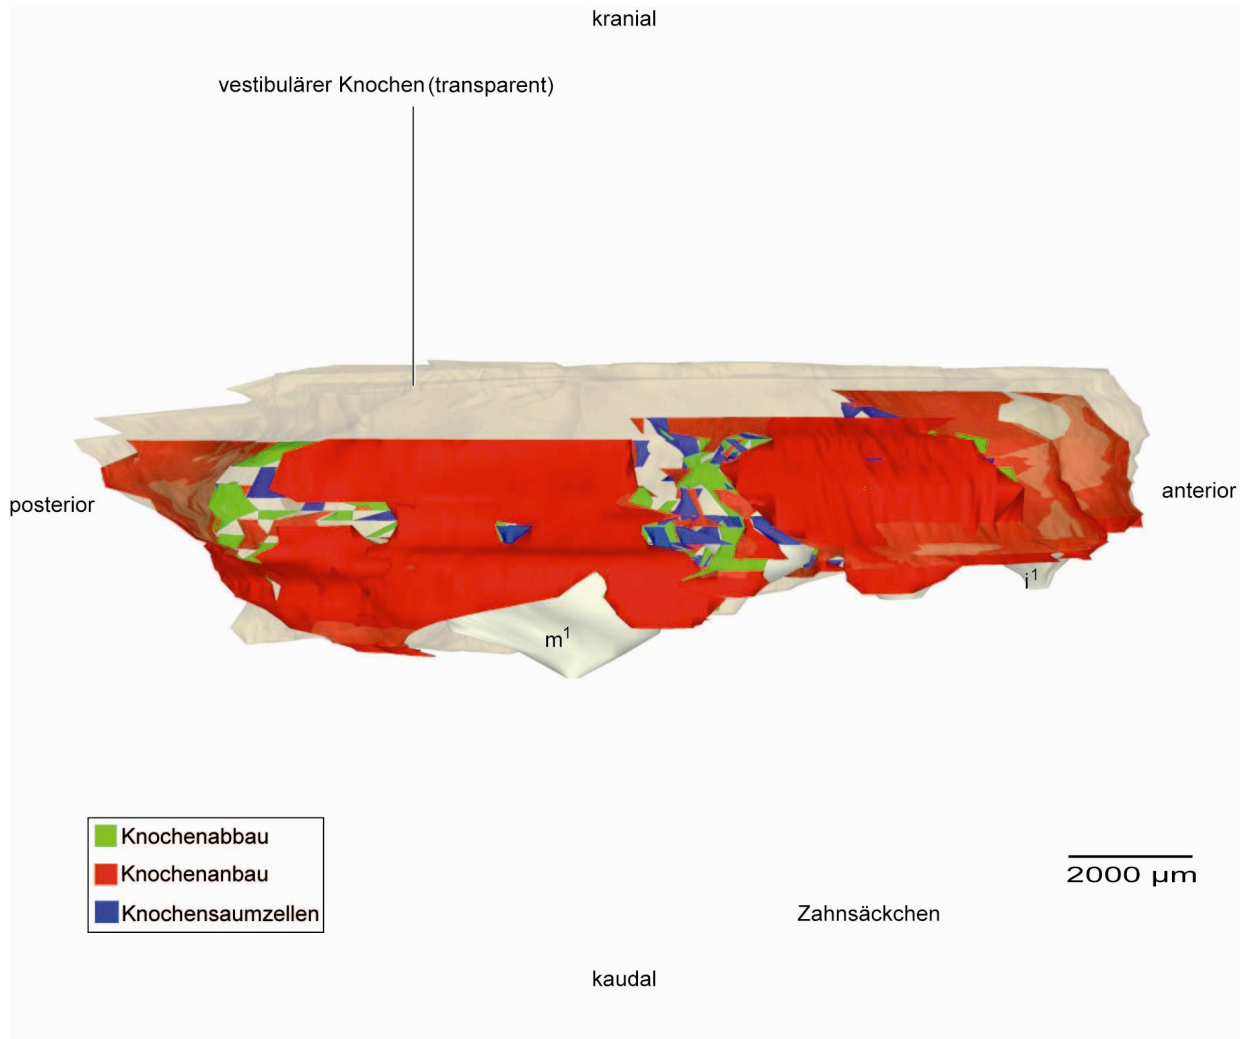 kranial
vestibulärer Knochen (transparent)
posterior
anterior
i¹
m¹
Knochenabbau
Knochenanbau
Knochensaumzellen
2000 µm
Zahnsäckchen
kaudal